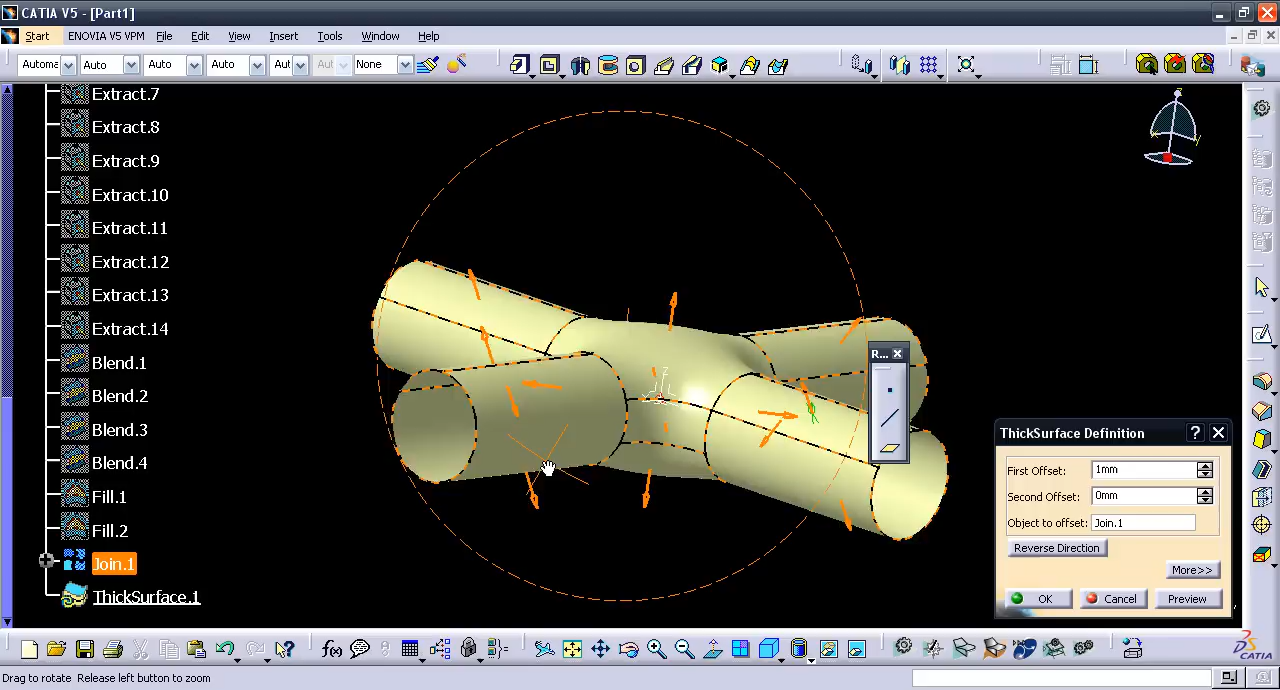 CATIA V5 - [Part1]
Start ENOVIA V5 VPM File Edit View Insert Tools Window Help
Automa Auto Auto Auto Aut Aut None
Extract.7
Extract.8
Extract.9
Extract.10
Extract.11
Extract.12
Extract.13
Extract.14
Blend.1
Blend.2
Blend.3
Blend.4
Fill.1
Fill.2
Join.1
ThickSurface.1
R...
ThickSurface Definition
First Offset: 1mm
Second Offset: 0mm
Object to offset: Join.1
Reverse Direction
More>>
OK Cancel Preview
f(x)
CATIA
Drag to rotate Release left button to zoom